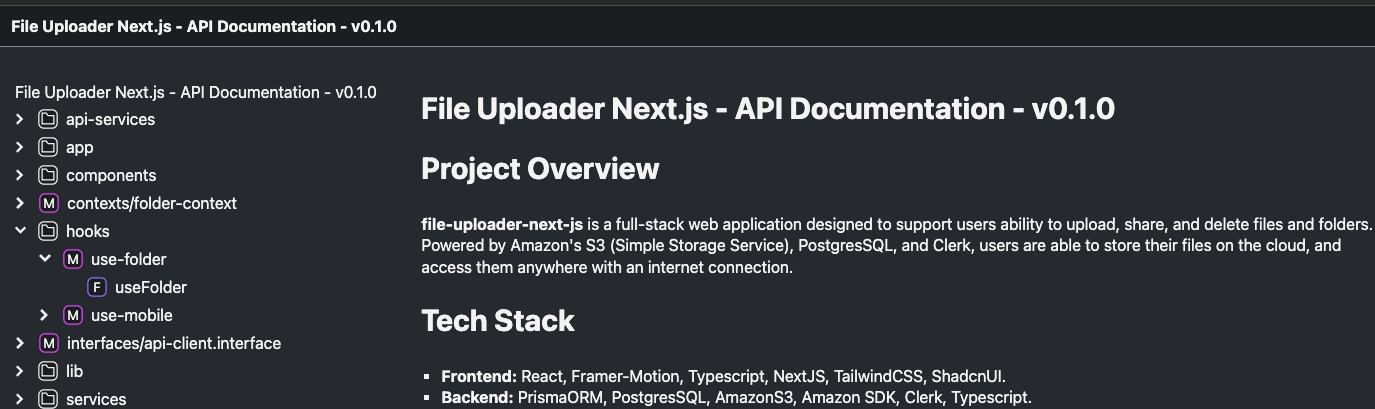 File Uploader Next.js - API Documentation - v0.1.0
File Uploader Next.js - API Documentation - v0.1.0
api-services
app
components
M contexts/folder-context
hooks
M use-folder
F useFolder
M use-mobile
M interfaces/api-client.interface
lib
services
File Uploader Next.js - API Documentation - v0.1.0
Project Overview
file-uploader-next-js is a full-stack web application designed to support users ability to upload, share, and delete files and folders.
Powered by Amazon's S3 (Simple Storage Service), PostgresSQL, and Clerk, users are able to store their files on the cloud, and
access them anywhere with an internet connection.
Tech Stack
▪ Frontend: React, Framer-Motion, Typescript, NextJS, TailwindCSS, ShadcnUI.
▪ Backend: PrismaORM, PostgresSQL, AmazonS3, Amazon SDK, Clerk, Typescript.